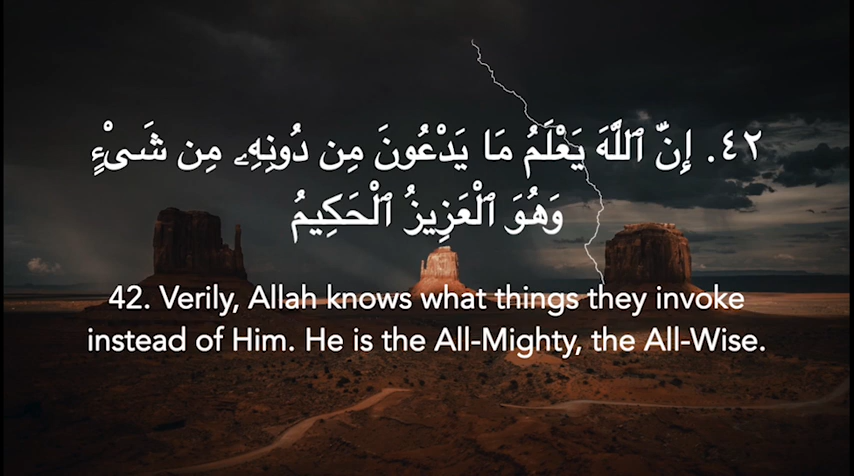 ٤٢. إِنَّ ٱللَّهَ يَعْلَمُ مَا يَدْعُونَ مِن دُونِهِۦ مِن شَىْءٍۢ
وَهُوَ ٱلْعَزِيزُ ٱلْحَكِيمُ
42. Verily, Allah knows what things they invoke
instead of Him. He is the All-Mighty, the All-Wise.